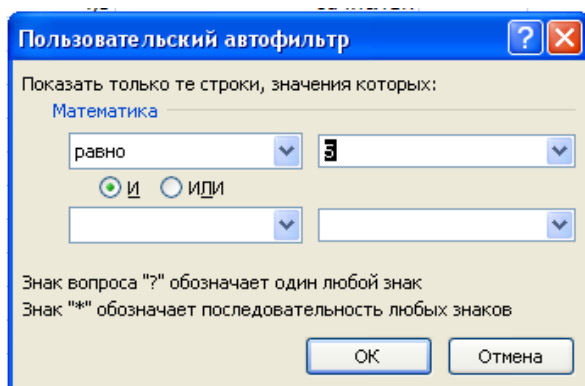 Пользовательский автофильтр
Показать только те строки, значения которых:
Математика
равно 5
И ИЛИ
Знак вопроса "?" обозначает один любой знак
Знак "*" обозначает последовательность любых знаков
ОК Отмена